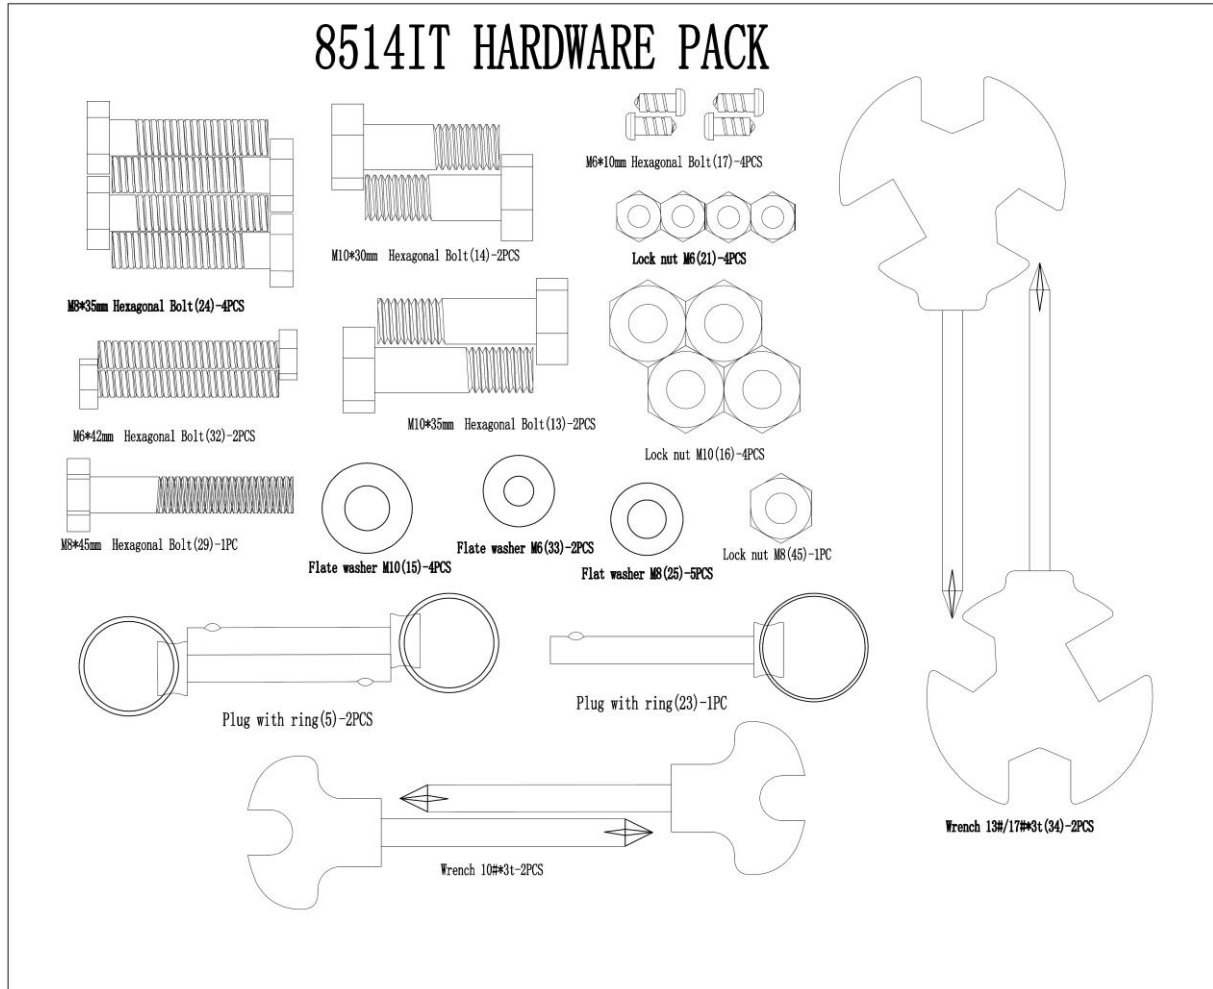 8514IT HARDWARE PACK
M6*10mm Hexagonal Bolt(17)-4PCS
M10*30mm Hexagonal Bolt(14)-2PCS
Lock nut M6(21)-4PCS
M8*35mm Hexagonal Bolt(24)-4PCS
M10*35mm Hexagonal Bolt(13)-2PCS
M6*42mm Hexagonal Bolt(32)-2PCS
Lock nut M10(16)-4PCS
M8*45mm Hexagonal Bolt(29)-1PC
Flate washer M10(15)-4PCS
Flate washer M6(33)-2PCS
Flat washer M8(25)-5PCS
Lock nut M8(45)-1PC
Plug with ring(5)-2PCS
Plug with ring(23)-1PC
Wrench 13#/17#*3t(34)-2PCS
Wrench 10#*3t-2PCS